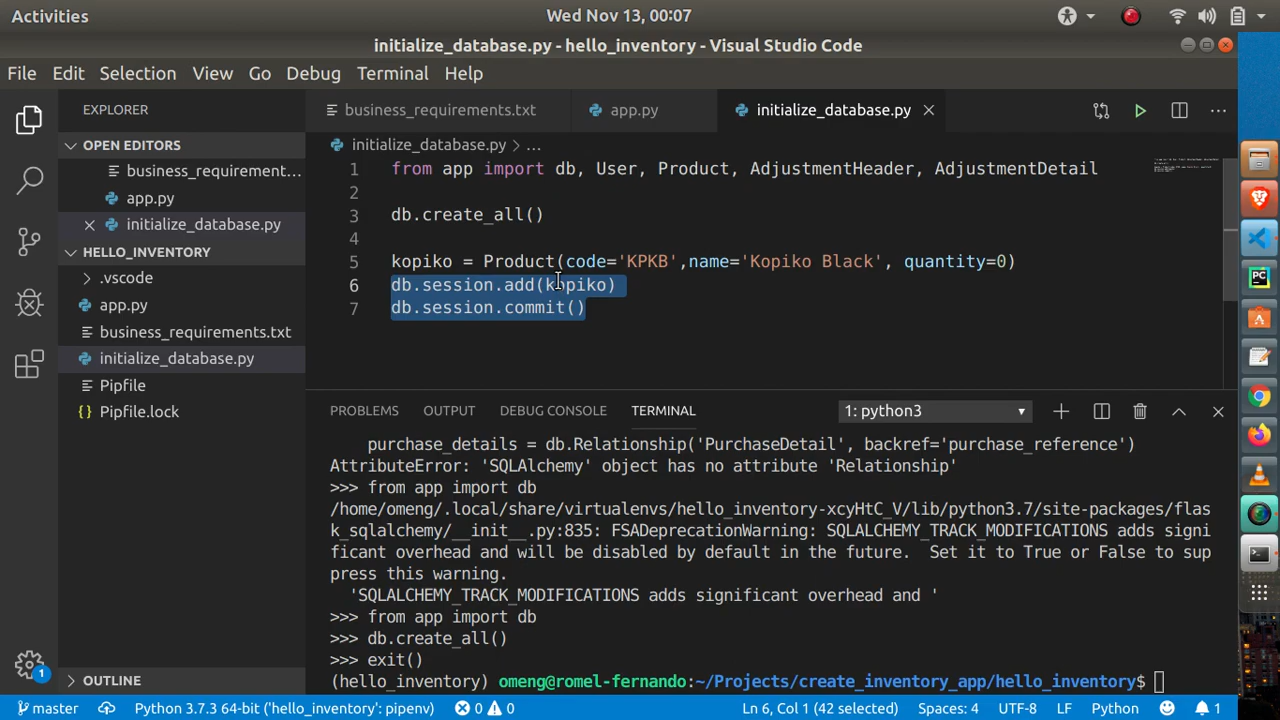 Activities
Wed Nov 13, 00:07
initialize_database.py - hello_inventory - Visual Studio Code
File Edit Selection View Go Debug Terminal Help
EXPLORER
OPEN EDITORS
business_requirement...
app.py
initialize_database.py
HELLO_INVENTORY
.vscode
app.py
business_requirements.txt
initialize_database.py
Pipfile
{} Pipfile.lock
OUTLINE
business_requirements.txt app.py initialize_database.py
initialize_database.py > ...
1 from app import db, User, Product, AdjustmentHeader, AdjustmentDetail
2
3 db.create_all()
4
5 kopiko = Product(code='KPKB',name='Kopiko Black', quantity=0)
6 db.session.add(kopiko)
7 db.session.commit()
PROBLEMS OUTPUT DEBUG CONSOLE TERMINAL 1: python3
purchase_details = db.Relationship('PurchaseDetail', backref='purchase_reference')
AttributeError: 'SQLAlchemy' object has no attribute 'Relationship'
>>> from app import db
/home/omeng/.local/share/virtualenvs/hello_inventory-xcyHtC_V/lib/python3.7/site-packages/flas
k_sqlalchemy/__init__.py:835: FSADeprecationWarning: SQLALCHEMY_TRACK_MODIFICATIONS adds signi
ficant overhead and will be disabled by default in the future.  Set it to True or False to sup
press this warning.
'SQLALCHEMY_TRACK_MODIFICATIONS adds significant overhead and '
>>> from app import db
>>> db.create_all()
>>> exit()
(hello_inventory) omeng@romel-fernando:~/Projects/create_inventory_app/hello_inventory$
1
master Python 3.7.3 64-bit ('hello_inventory': pipenv) 0 0 Ln 6, Col 1 (42 selected) Spaces: 4 UTF-8 LF Python 1